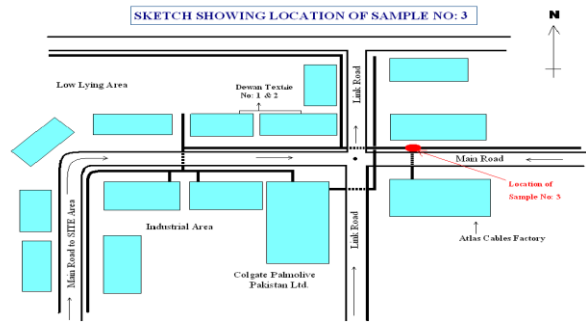 SKETCH SHOWING LOCATION OF SAMPLE NO: 3
N
Low Lying Area
Dewan Textile
No: 1 & 2
Link Road
Main Road
Location of
Sample No: 3
Main Road to SITE Area
Industrial Area
Link Road
Atlas Cables Factory
Colgate Palmolive
Pakistan Ltd.